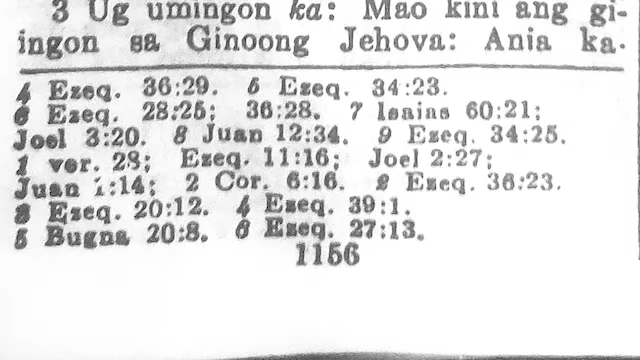 3 Ug umingon ka: Mao kini ang gi-
ingon sa Ginoong Jehova: Ania ka-
4 Ezeq. 36:29. 5 Ezeq. 34:23.
6 Ezeq. 28:25; 36:28. 7 Isaias 60:21;
Joel 3:20. 8 Juan 12:34. 9 Ezeq. 34:25.
1 ver. 28; Ezeq. 11:16; Joel 2:27;
Juan 1:14; 2 Cor. 6:16. 2 Ezeq. 36:23.
3 Ezeq. 20:12. 4 Ezeq. 39:1.
5 Bugna 20:8. 6 Ezeq. 27:13.
1156